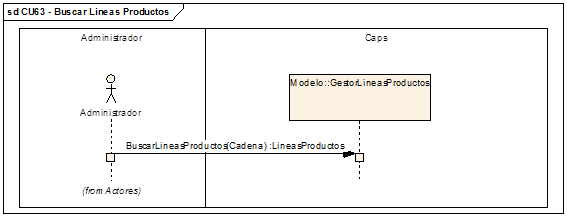 sd CU63 - Buscar Lineas Productos
Administrador
Caps
Modelo::GestorLineasProductos
Administrador
BuscarLineasProductos(Cadena) :LineasProductos
(from Actores)